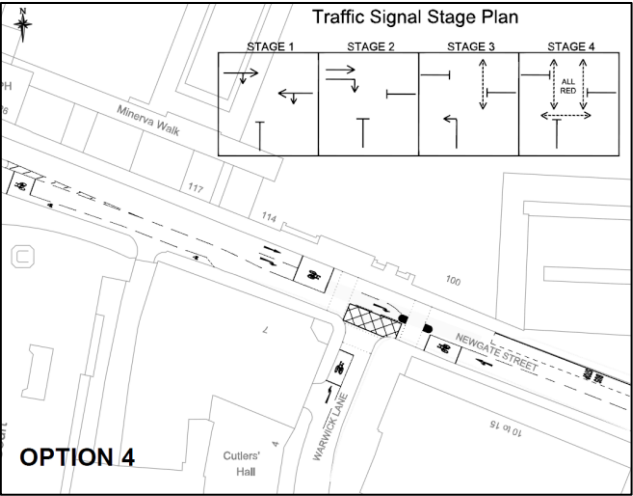 Traffic Signal Stage Plan
N
STAGE 1
STAGE 2
STAGE 3
STAGE 4
ALL
RED
PH
Minerva Walk
117
114
100
7
NEWGATE STREET
WARWICK LANE
10 to 15
4
Cutlers'
Hall
OPTION 4